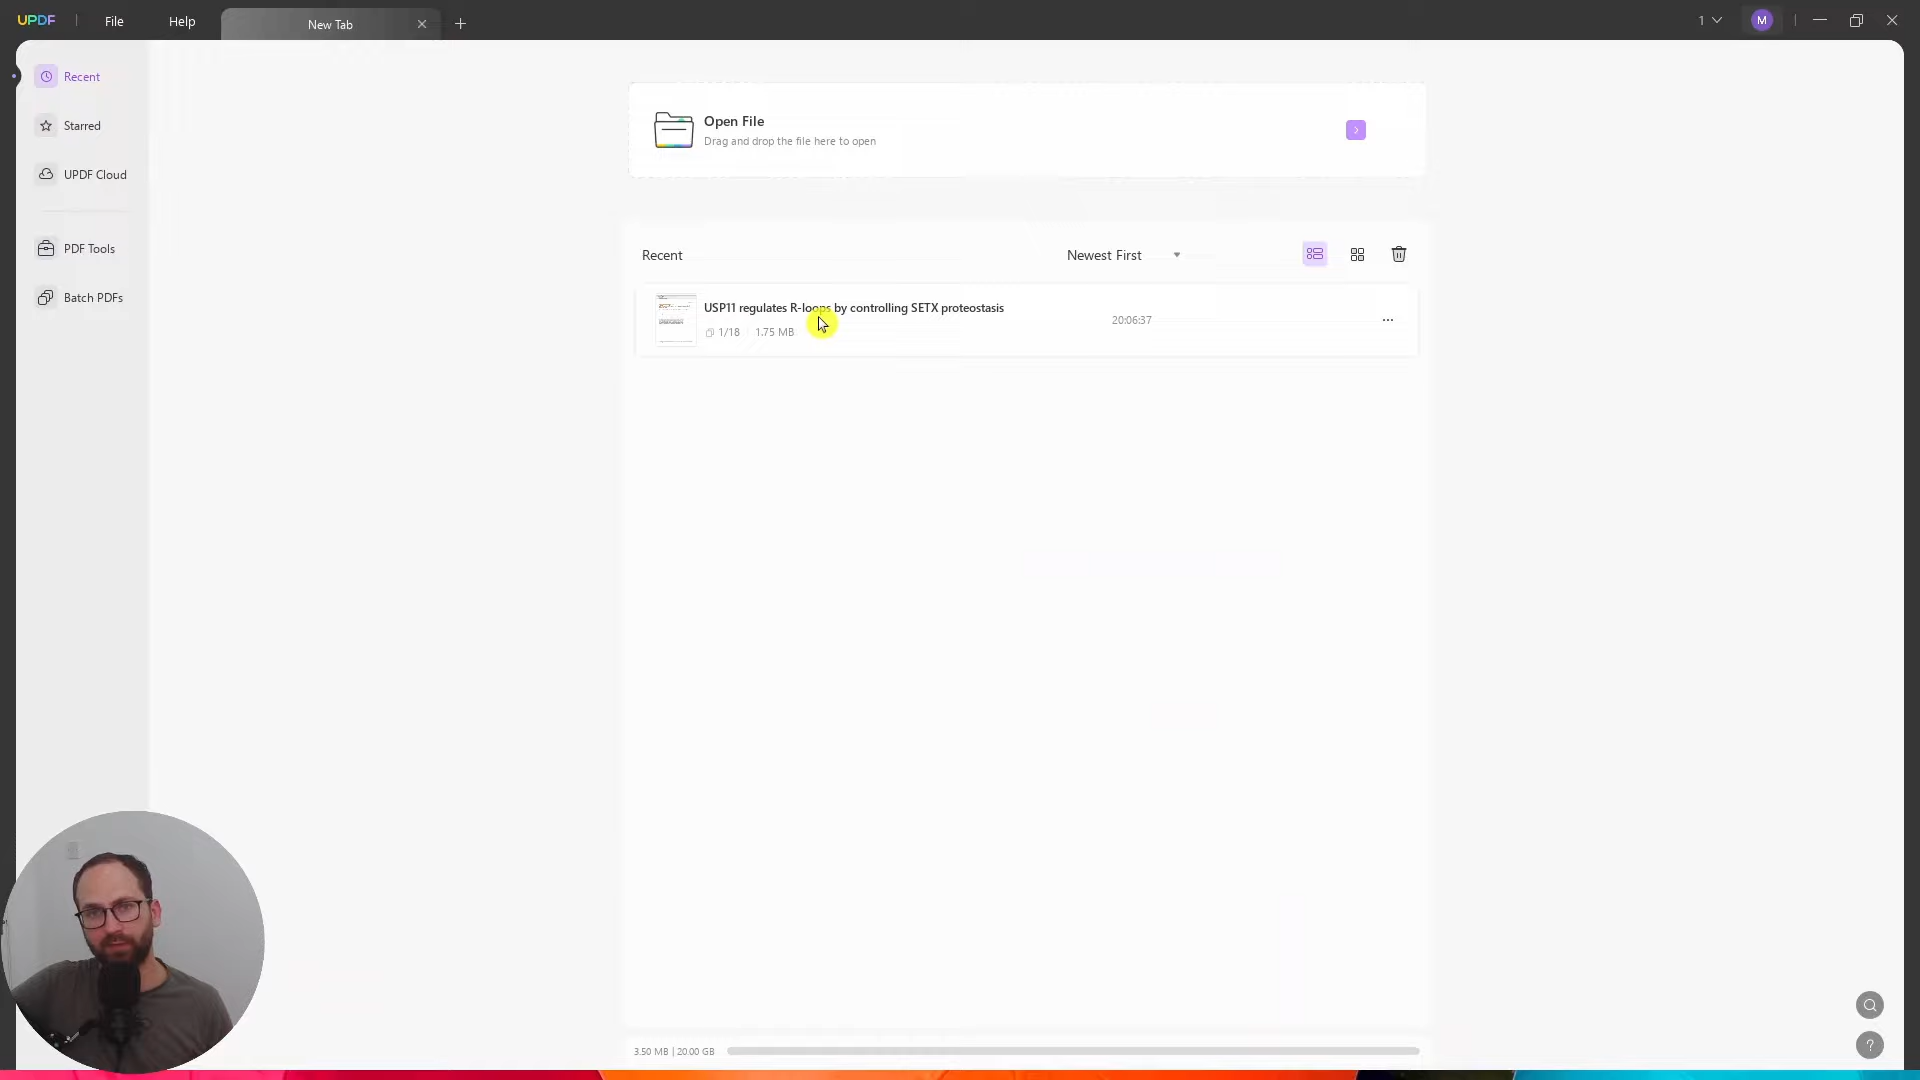 UPDF
File
Help
New Tab
1
M
Recent
Starred
UPDF Cloud
PDF Tools
Batch PDFs
Open File
Drag and drop the file here to open
Recent
Newest First
USP11 regulates R-loops by controlling SETX proteostasis
1/18 1.75 MB
20:06:37
3.50 MB | 20.00 GB
?